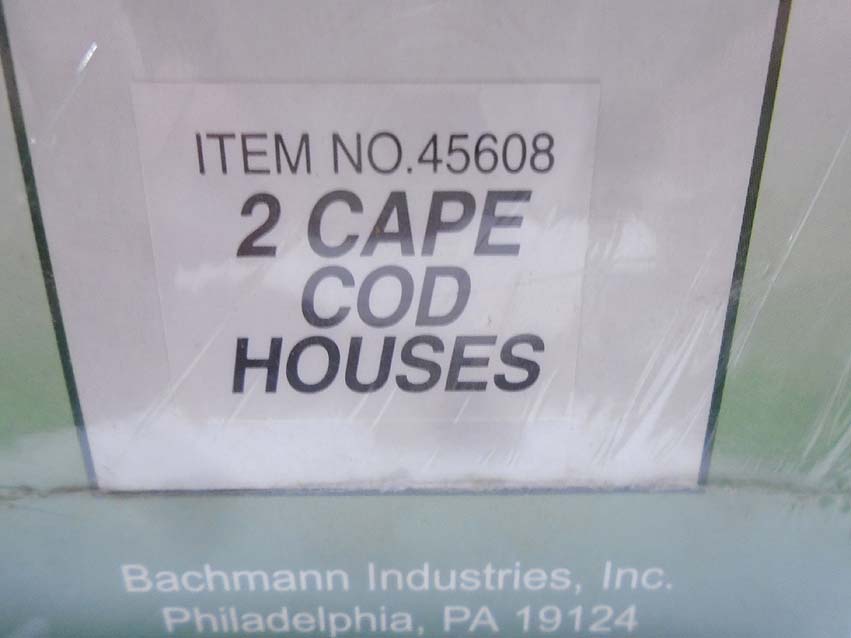 ITEM NO.45608
2 CAPE
COD
HOUSES
Bachmann Industries, Inc.
Philadelphia, PA 19124